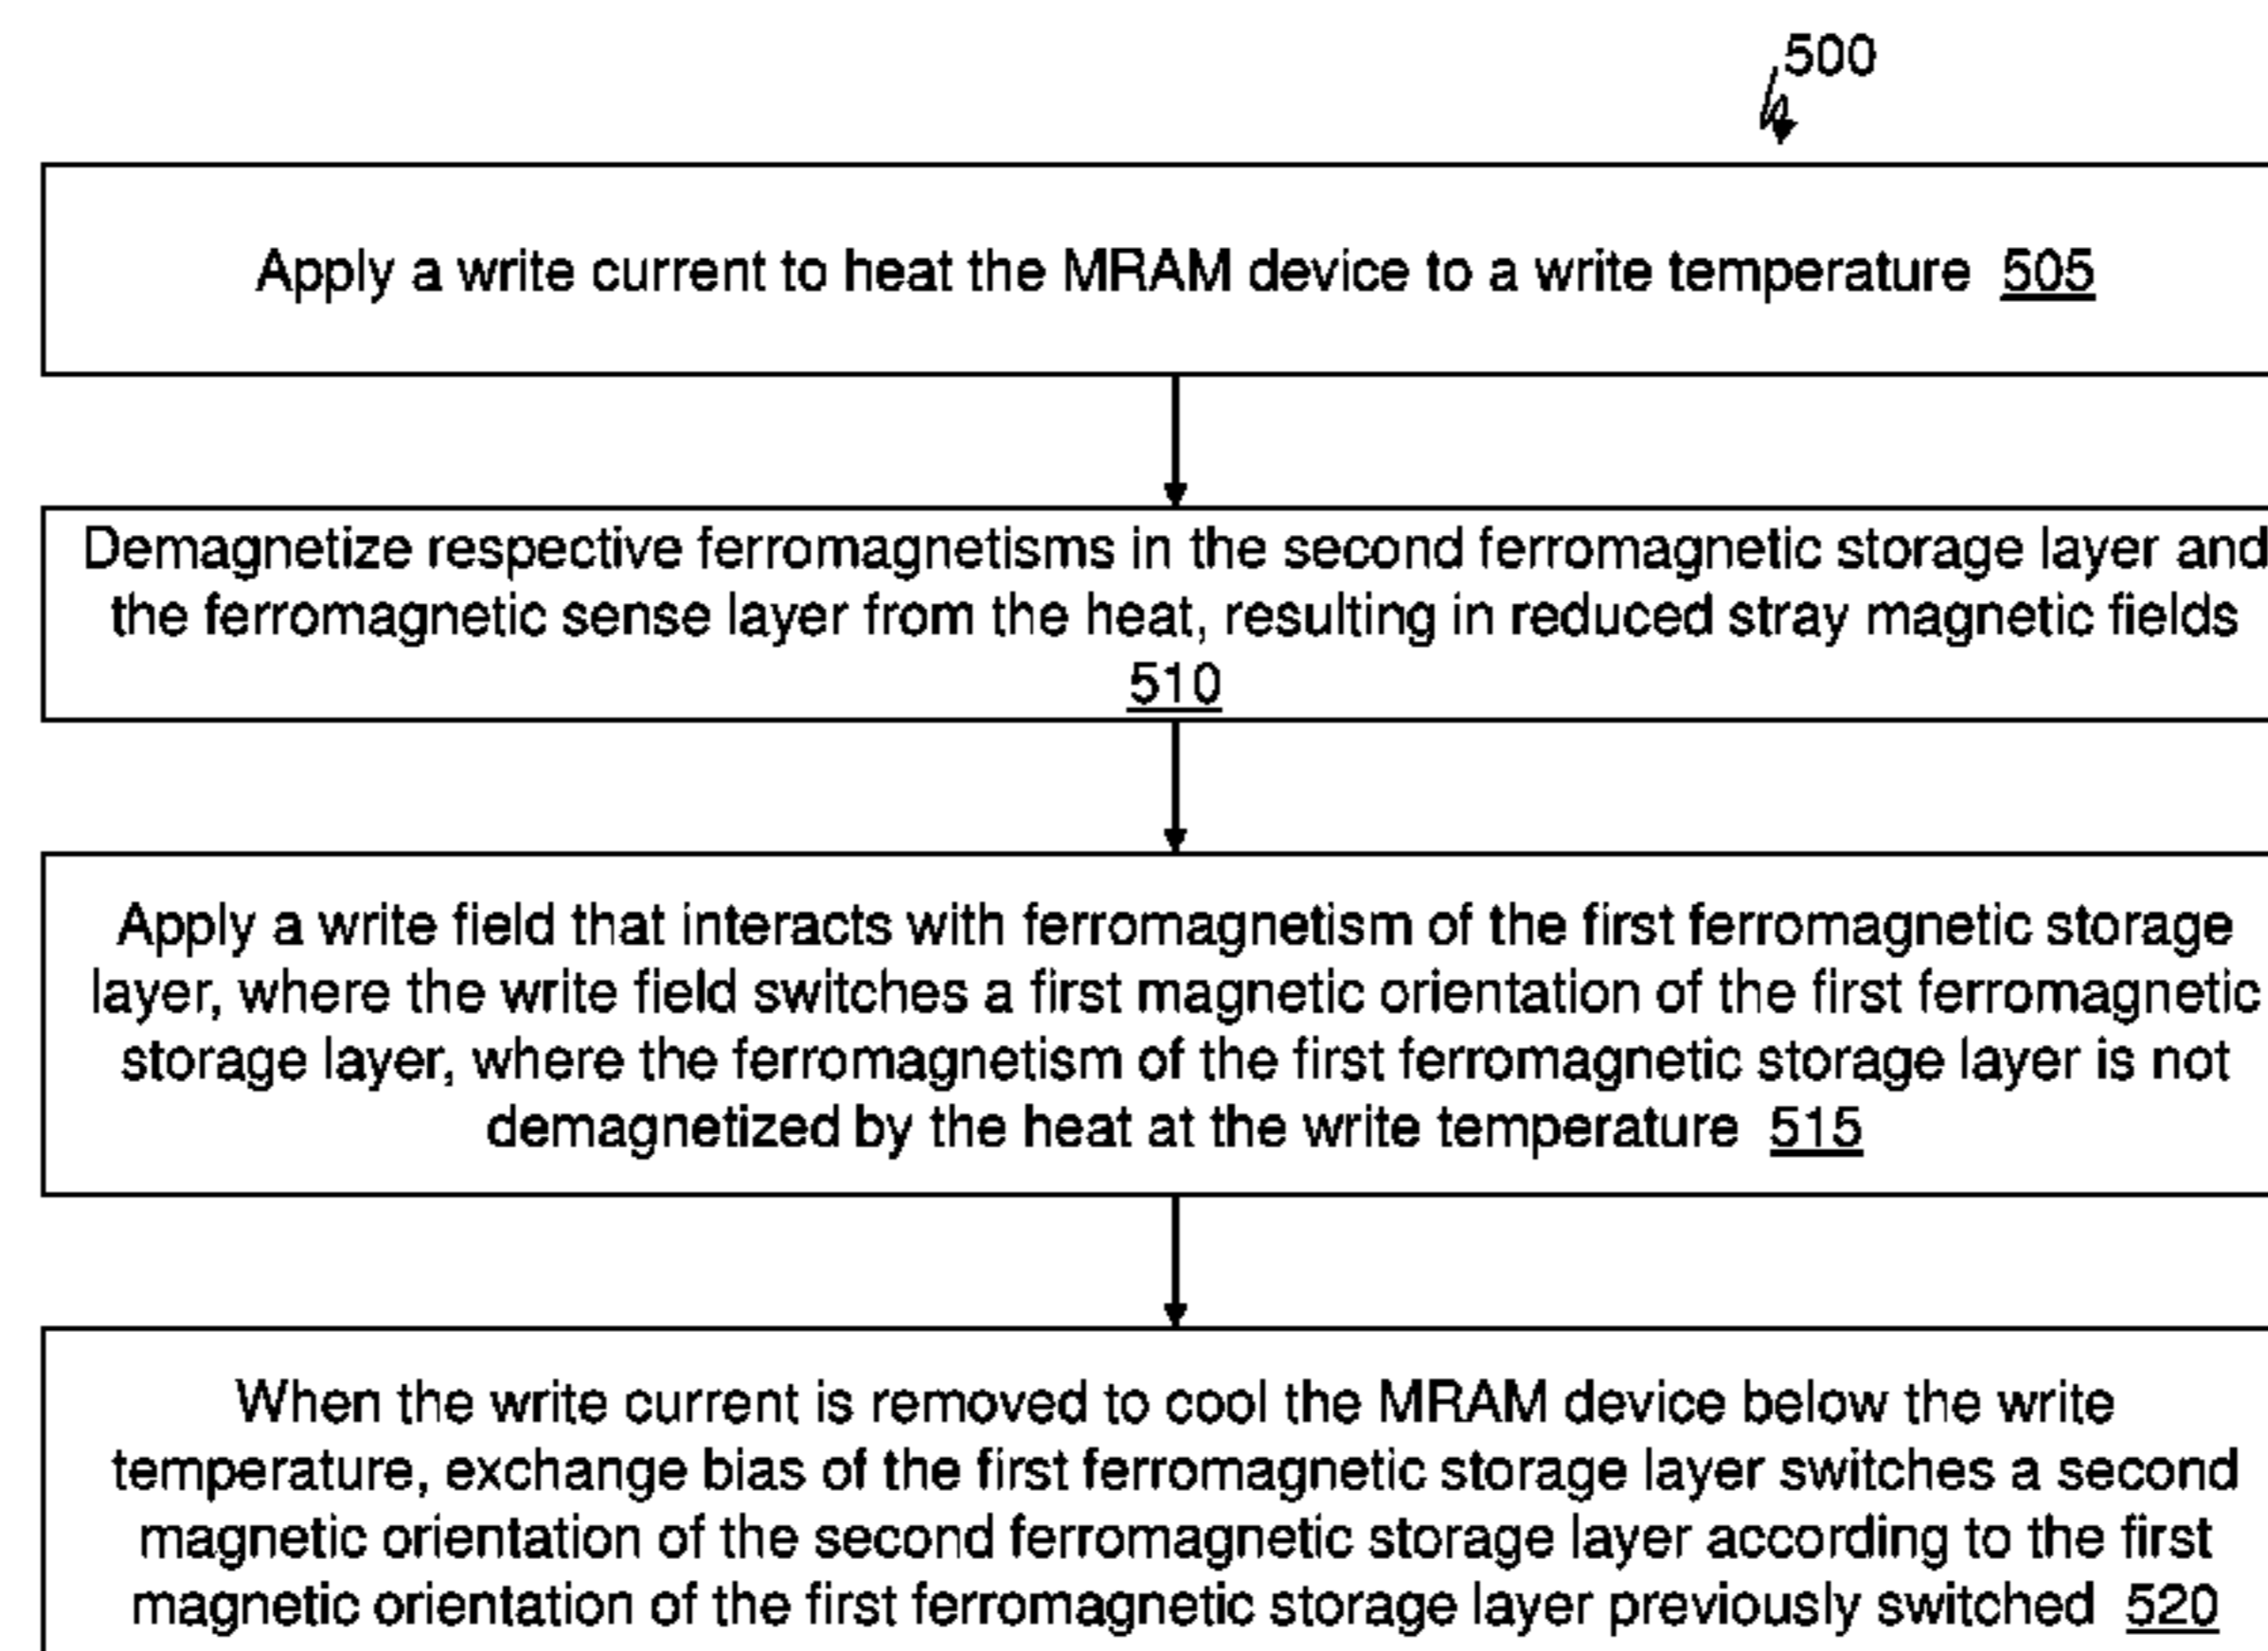 500
Apply a write current to heat the MRAM device to a write temperature 505
Demagnetize respective ferromagnetisms in the second ferromagnetic storage layer and
the ferromagnetic sense layer from the heat, resulting in reduced stray magnetic fields
510
Apply a write field that interacts with ferromagnetism of the first ferromagnetic storage
layer, where the write field switches a first magnetic orientation of the first ferromagnetic
storage layer, where the ferromagnetism of the first ferromagnetic storage layer is not
demagnetized by the heat at the write temperature 515
When the write current is removed to cool the MRAM device below the write
temperature, exchange bias of the first ferromagnetic storage layer switches a second
magnetic orientation of the second ferromagnetic storage layer according to the first
magnetic orientation of the first ferromagnetic storage layer previously switched 520